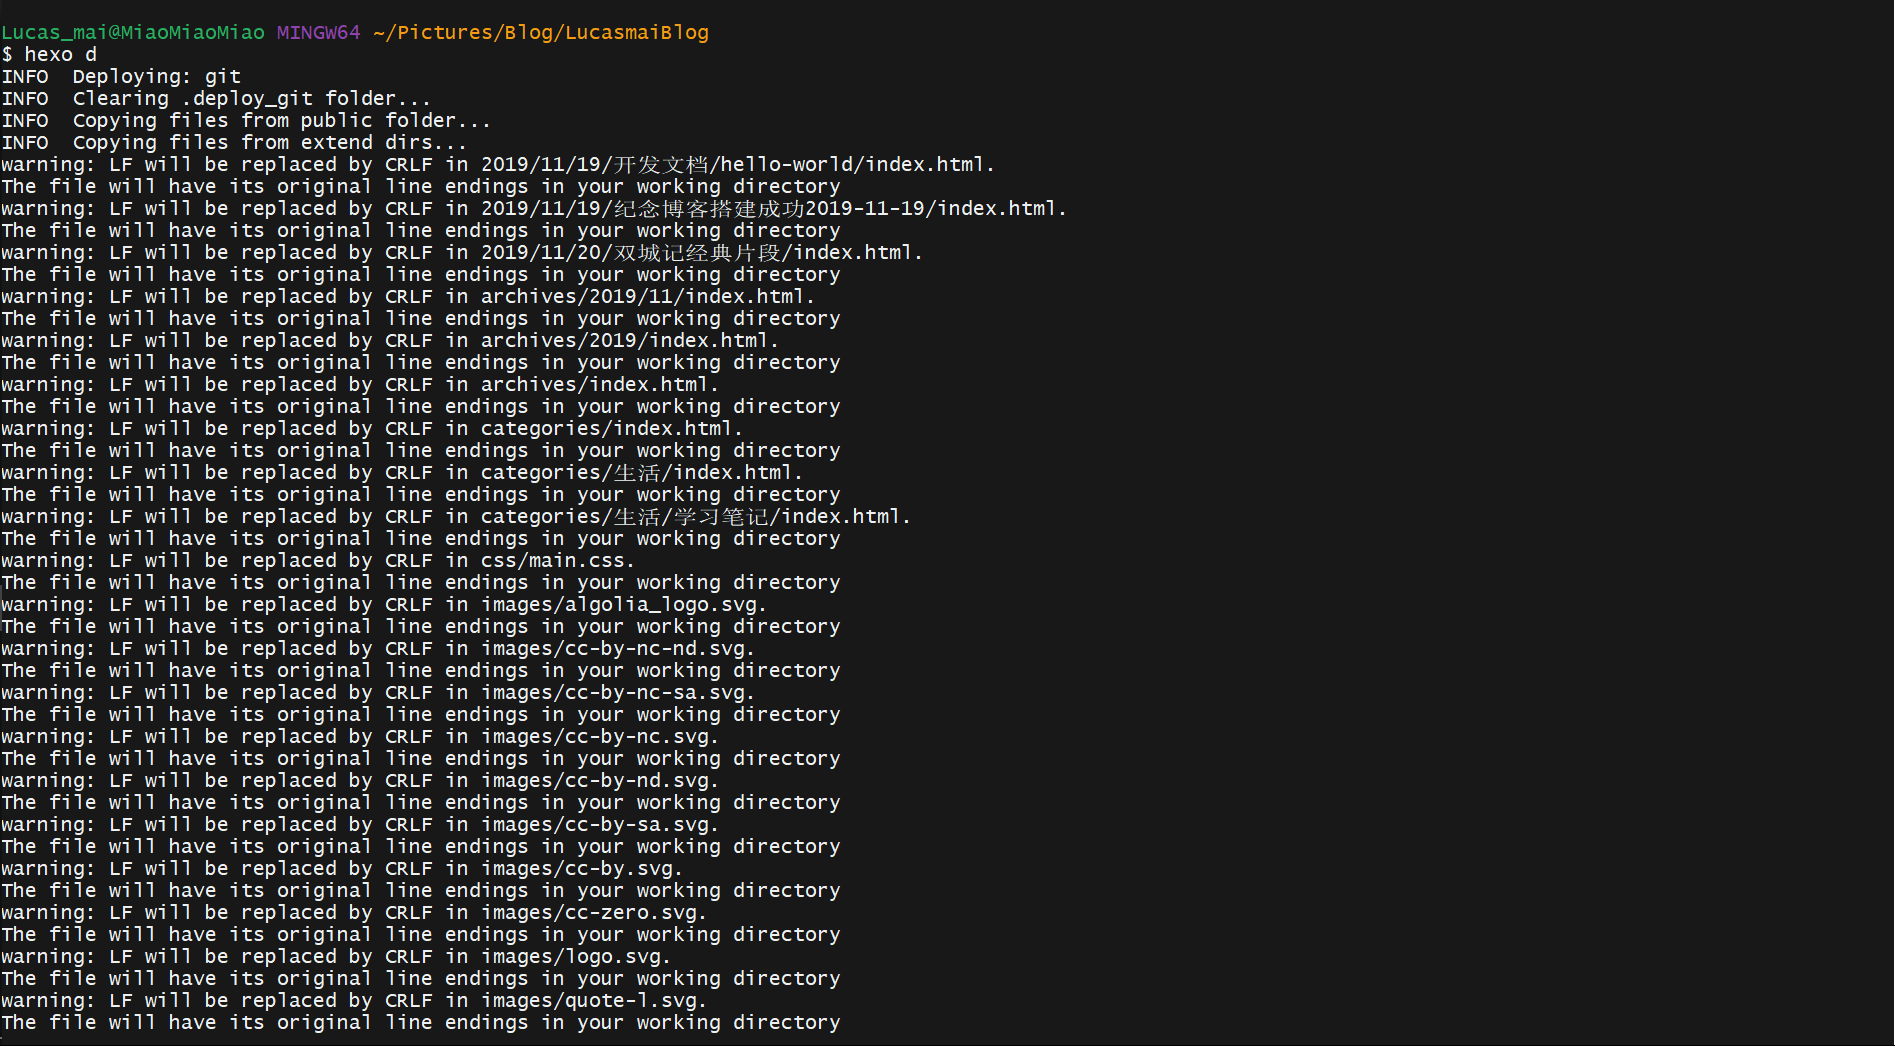 Lucas_mai@MiaoMiaoMiao MINGW64 ~/Pictures/Blog/LucasmaiBlog
$ hexo d
INFO  Deploying: git
INFO  Clearing .deploy_git folder...
INFO  Copying files from public folder...
INFO  Copying files from extend dirs...
warning: LF will be replaced by CRLF in 2019/11/19/开发文档/hello-world/index.html.
The file will have its original line endings in your working directory
warning: LF will be replaced by CRLF in 2019/11/19/纪念博客搭建成功2019-11-19/index.html.
The file will have its original line endings in your working directory
warning: LF will be replaced by CRLF in 2019/11/20/双城记经典片段/index.html.
The file will have its original line endings in your working directory
warning: LF will be replaced by CRLF in archives/2019/11/index.html.
The file will have its original line endings in your working directory
warning: LF will be replaced by CRLF in archives/2019/index.html.
The file will have its original line endings in your working directory
warning: LF will be replaced by CRLF in archives/index.html.
The file will have its original line endings in your working directory
warning: LF will be replaced by CRLF in categories/index.html.
The file will have its original line endings in your working directory
warning: LF will be replaced by CRLF in categories/生活/index.html.
The file will have its original line endings in your working directory
warning: LF will be replaced by CRLF in categories/生活/学习笔记/index.html.
The file will have its original line endings in your working directory
warning: LF will be replaced by CRLF in css/main.css.
The file will have its original line endings in your working directory
warning: LF will be replaced by CRLF in images/algolia_logo.svg.
The file will have its original line endings in your working directory
warning: LF will be replaced by CRLF in images/cc-by-nc-nd.svg.
The file will have its original line endings in your working directory
warning: LF will be replaced by CRLF in images/cc-by-nc-sa.svg.
The file will have its original line endings in your working directory
warning: LF will be replaced by CRLF in images/cc-by-nc.svg.
The file will have its original line endings in your working directory
warning: LF will be replaced by CRLF in images/cc-by-nd.svg.
The file will have its original line endings in your working directory
warning: LF will be replaced by CRLF in images/cc-by-sa.svg.
The file will have its original line endings in your working directory
warning: LF will be replaced by CRLF in images/cc-by.svg.
The file will have its original line endings in your working directory
warning: LF will be replaced by CRLF in images/cc-zero.svg.
The file will have its original line endings in your working directory
warning: LF will be replaced by CRLF in images/logo.svg.
The file will have its original line endings in your working directory
warning: LF will be replaced by CRLF in images/quote-l.svg.
The file will have its original line endings in your working directory